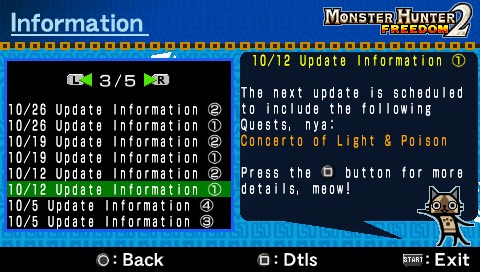 Information
MONSTER HUNTER
FREEDOM 2
L 3/5 R
10/26 Update Information ②
10/26 Update Information ①
10/19 Update Information ②
10/19 Update Information ①
10/12 Update Information ②
10/12 Update Information ①
10/5 Update Information ④
10/5 Update Information ③
10/12 Update Information ①
The next update is scheduled
to include the following
Quests, nya:
Concerto of Light & Poison
Press the button for more
details, meow!
: Back
: Dtls
START : Exit